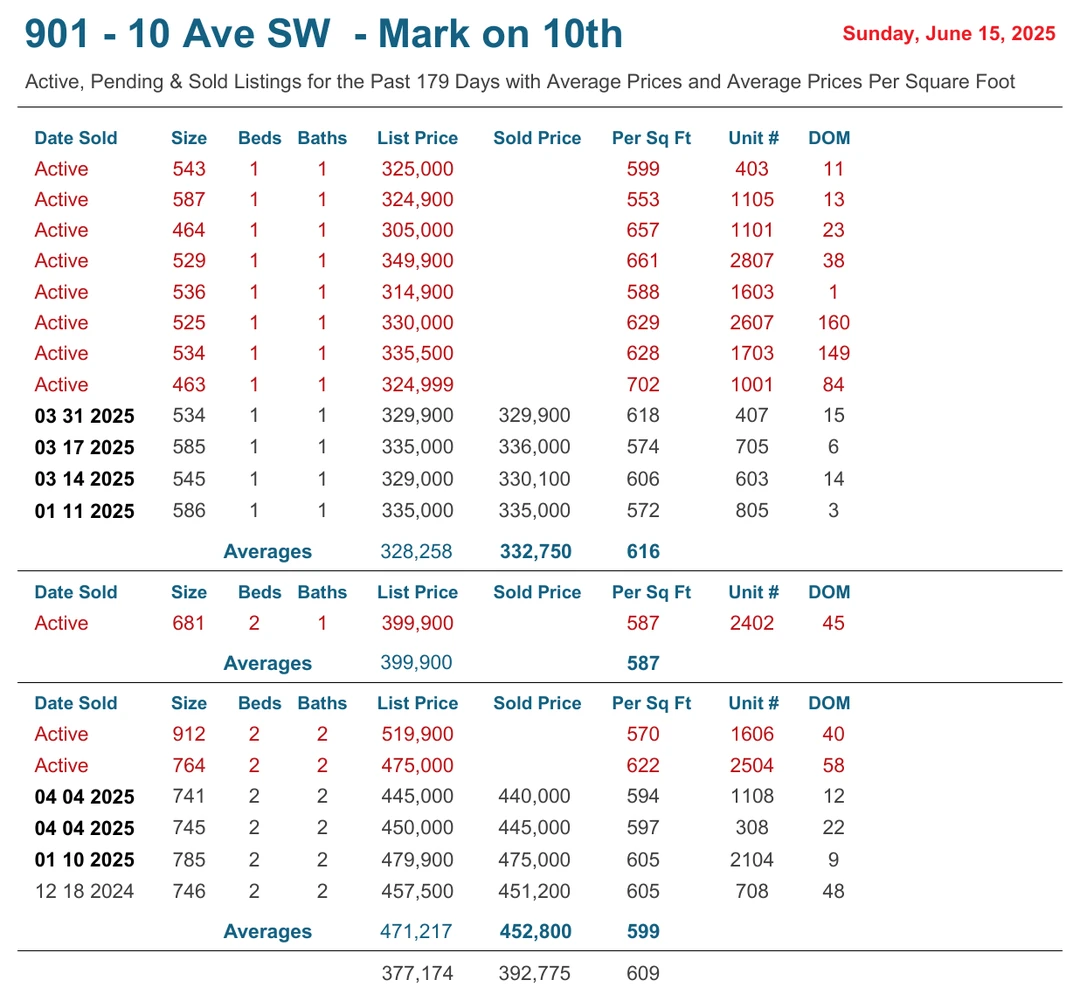 901 - 10 Ave SW - Mark on 10th
Sunday, June 15, 2025
Active, Pending & Sold Listings for the Past 179 Days with Average Prices and Average Prices Per Square Foot
Date Sold Size Beds Baths List Price Sold Price Per Sq Ft Unit # DOM
Active 543 1 1 325,000 599 403 11
Active 587 1 1 324,900 553 1105 13
Active 464 1 1 305,000 657 1101 23
Active 529 1 1 349,900 661 2807 38
Active 536 1 1 314,900 588 1603 1
Active 525 1 1 330,000 629 2607 160
Active 534 1 1 335,500 628 1703 149
Active 463 1 1 324,999 702 1001 84
03 31 2025 534 1 1 329,900 329,900 618 407 15
03 17 2025 585 1 1 335,000 336,000 574 705 6
03 14 2025 545 1 1 329,000 330,100 606 603 14
01 11 2025 586 1 1 335,000 335,000 572 805 3
Averages 328,258 332,750 616
Date Sold Size Beds Baths List Price Sold Price Per Sq Ft Unit # DOM
Active 681 2 1 399,900 587 2402 45
Averages 399,900 587
Date Sold Size Beds Baths List Price Sold Price Per Sq Ft Unit # DOM
Active 912 2 2 519,900 570 1606 40
Active 764 2 2 475,000 622 2504 58
04 04 2025 741 2 2 445,000 440,000 594 1108 12
04 04 2025 745 2 2 450,000 445,000 597 308 22
01 10 2025 785 2 2 479,900 475,000 605 2104 9
12 18 2024 746 2 2 457,500 451,200 605 708 48
Averages 471,217 452,800 599
377,174 392,775 609